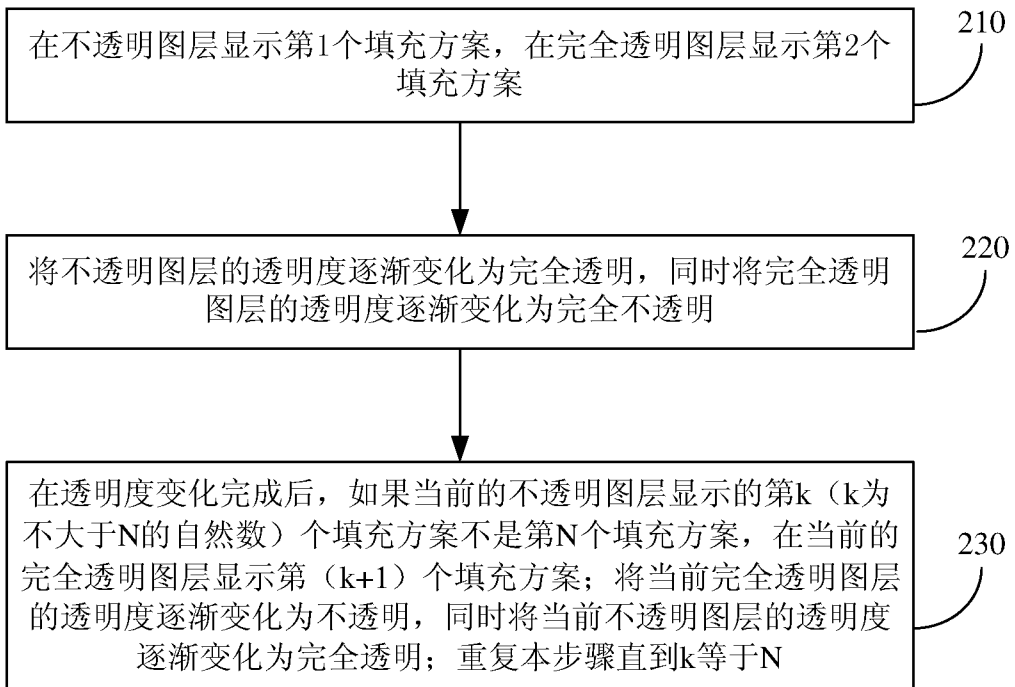 在不透明图层显示第1个填充方案，在完全透明图层显示第2个
填充方案
210
将不透明图层的透明度逐渐变化为完全透明，同时将完全透明
图层的透明度逐渐变化为完全不透明
220
在透明度变化完成后，如果当前的不透明图层显示的第k（k为
不大于N的自然数）个填充方案不是第N个填充方案，在当前的
完全透明图层显示第（k+1）个填充方案；将当前完全透明图层
的透明度逐渐变化为不透明，同时将当前不透明图层的透明度
逐渐变化为完全透明；重复本步骤直到k等于N
230